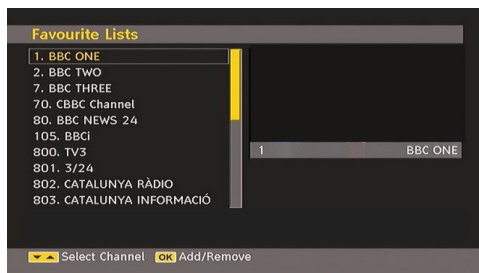 Favourite Lists
1. BBC ONE
2. BBC TWO
7. BBC THREE
70. CBBC Channel
80. BBC NEWS 24
105. BBCi
800. TV3
801. 3/24
802. CATALUNYA RÀDIO
803. CATALUNYA INFORMACIÓ
1 BBC ONE
Select Channel OK Add/Remove